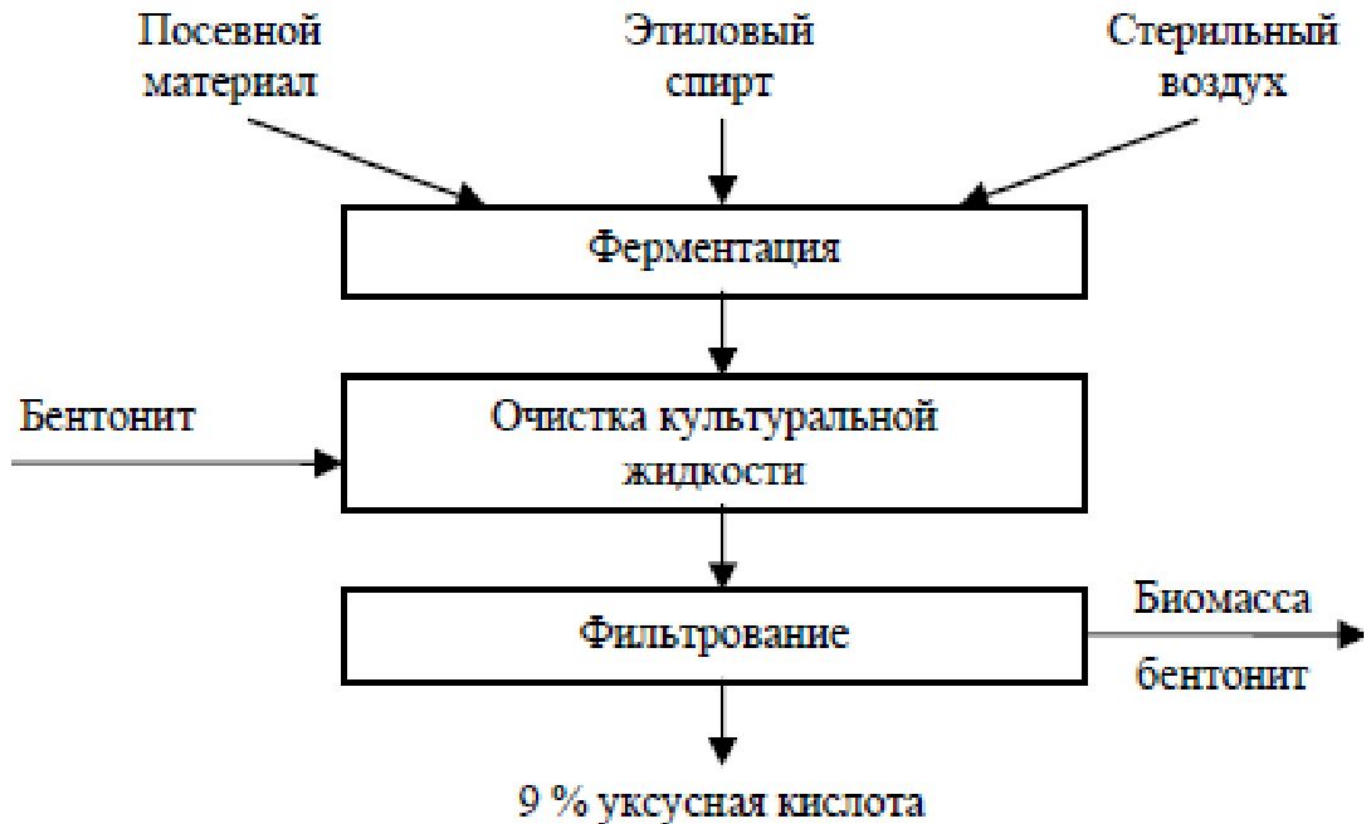 Посевной
материал
Этиловый
спирт
Стерильный
воздух
Ферментация
Бентонит
Очистка культуральной
жидкости
Фильтрование
Биомасса
бентонит
9 % уксусная кислота